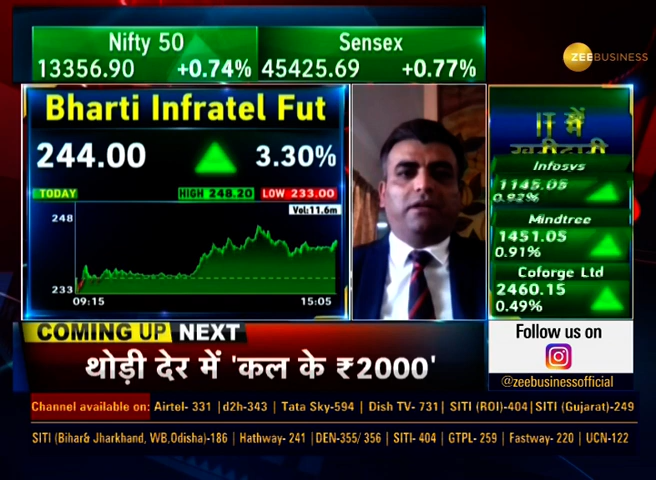 Nifty 50
13356.90 +0.74%
Sensex
45425.69 +0.77%
ZEE BUSINESS
Bharti Infratel Fut
244.00 3.30%
TODAY HIGH 248.20 LOW 233.00
Vol:11.6m
248
233
09:15 15:05
IT में
खरीदारी
Infosys
1145.05
0.92%
Mindtree
1451.05
0.91%
Coforge Ltd
2460.15
0.49%
COMING UP NEXT
थोड़ी देर में 'कल के ₹2000'
Follow us on
@zeebusinessofficial
Channel available on: Airtel- 331 | d2h-343 | Tata Sky-594 | Dish TV- 731 | SITI (ROI)-404 | SITI (Gujarat)-249
SITI (Bihar& Jharkhand, WB,Odisha)-186 | Hathway- 241 | DEN-355/ 356 | SITI- 404 | GTPL- 259 | Fastway- 220 | UCN-122